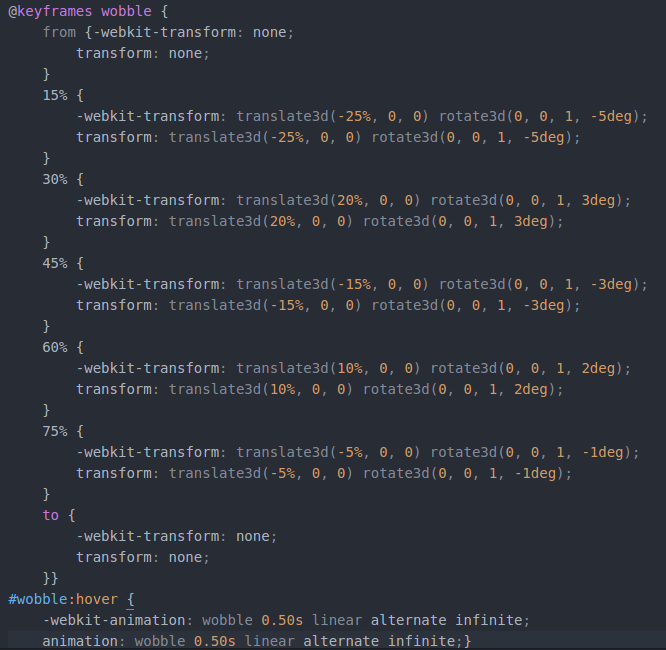 @keyframes wobble {
    from {-webkit-transform: none;
        transform: none;
    }
    15% {
        -webkit-transform: translate3d(-25%, 0, 0) rotate3d(0, 0, 1, -5deg);
        transform: translate3d(-25%, 0, 0) rotate3d(0, 0, 1, -5deg);
    }
    30% {
        -webkit-transform: translate3d(20%, 0, 0) rotate3d(0, 0, 1, 3deg);
        transform: translate3d(20%, 0, 0) rotate3d(0, 0, 1, 3deg);
    }
    45% {
        -webkit-transform: translate3d(-15%, 0, 0) rotate3d(0, 0, 1, -3deg);
        transform: translate3d(-15%, 0, 0) rotate3d(0, 0, 1, -3deg);
    }
    60% {
        -webkit-transform: translate3d(10%, 0, 0) rotate3d(0, 0, 1, 2deg);
        transform: translate3d(10%, 0, 0) rotate3d(0, 0, 1, 2deg);
    }
    75% {
        -webkit-transform: translate3d(-5%, 0, 0) rotate3d(0, 0, 1, -1deg);
        transform: translate3d(-5%, 0, 0) rotate3d(0, 0, 1, -1deg);
    }
    to {
        -webkit-transform: none;
        transform: none;
    }}
#wobble:hover {
    -webkit-animation: wobble 0.50s linear alternate infinite;
    animation: wobble 0.50s linear alternate infinite;}